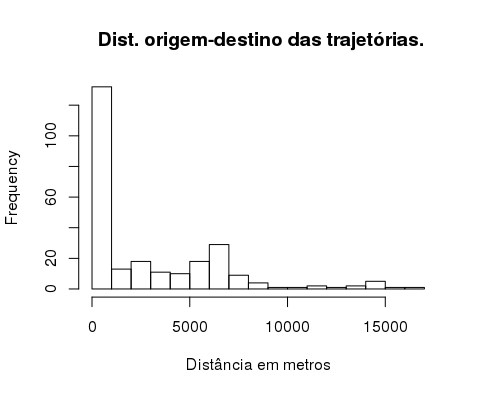 Dist. origem-destino das trajetórias.
Frequency
100
60
20
0
0 5000 10000 15000
Distância em metros